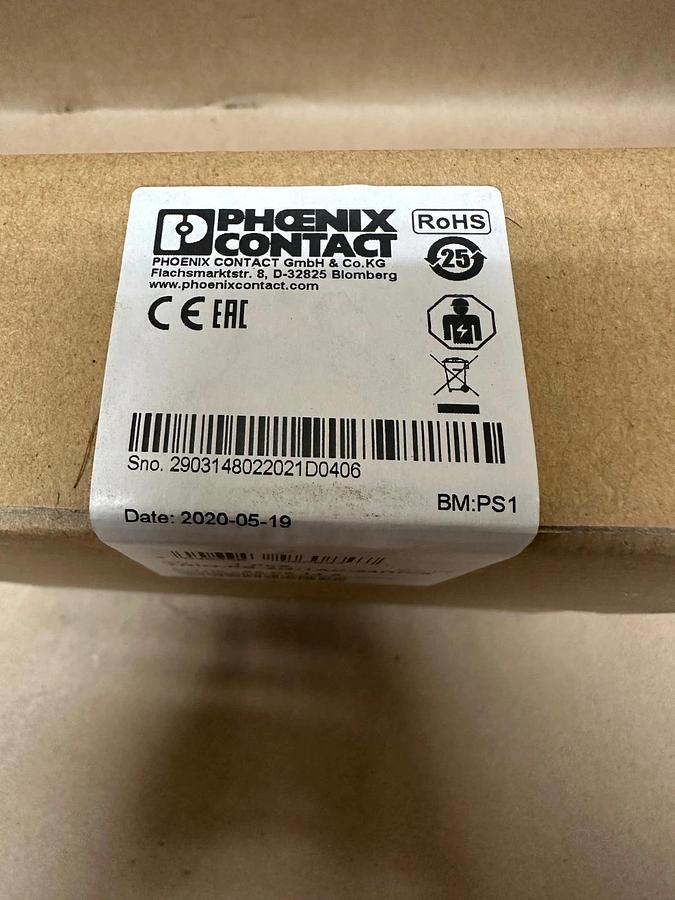 PHŒNIX
CONTACT
RoHS
25
PHOENIX CONTACT GmbH & Co.KG
Flachsmarktstr. 8, D-32825 Blomberg
www.phoenixcontact.com
CE EAC
Sno. 2903148022021D0406
BM:PS1
Date: 2020-05-19